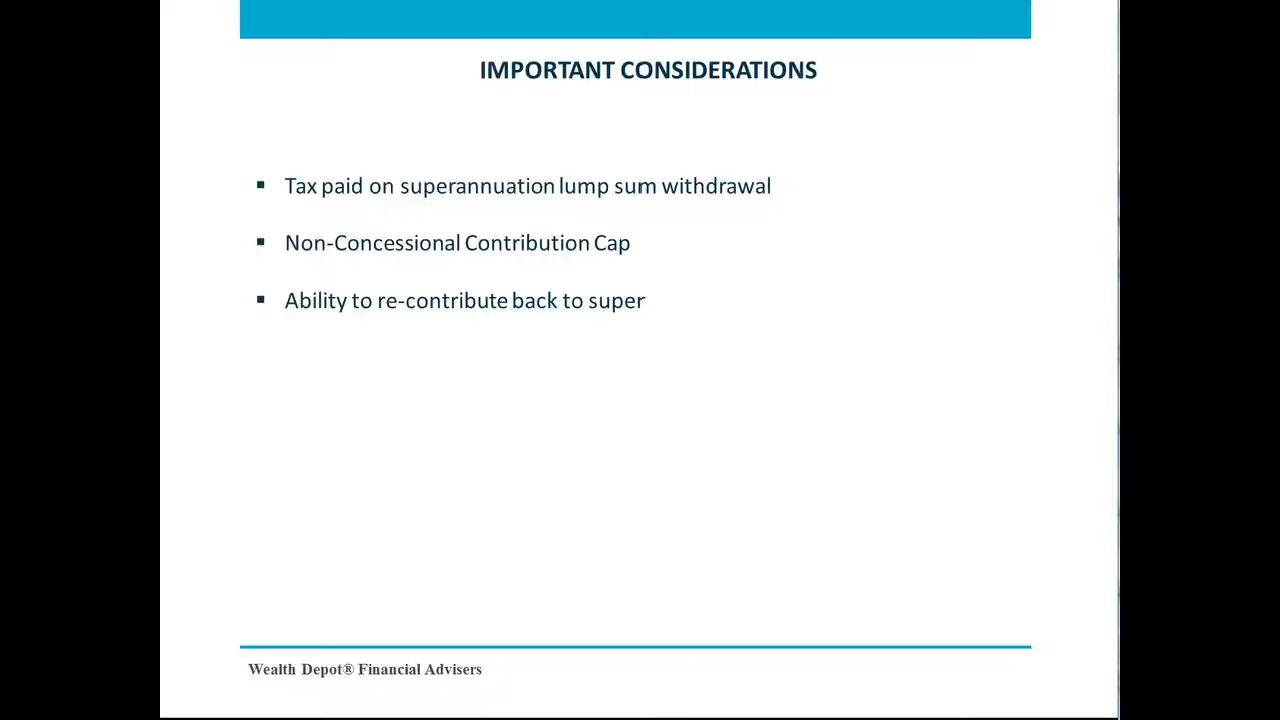 IMPORTANT CONSIDERATIONS
▪ Tax paid on superannuation lump sum withdrawal
▪ Non-Concessional Contribution Cap
▪ Ability to re-contribute back to super
Wealth Depot® Financial Advisers